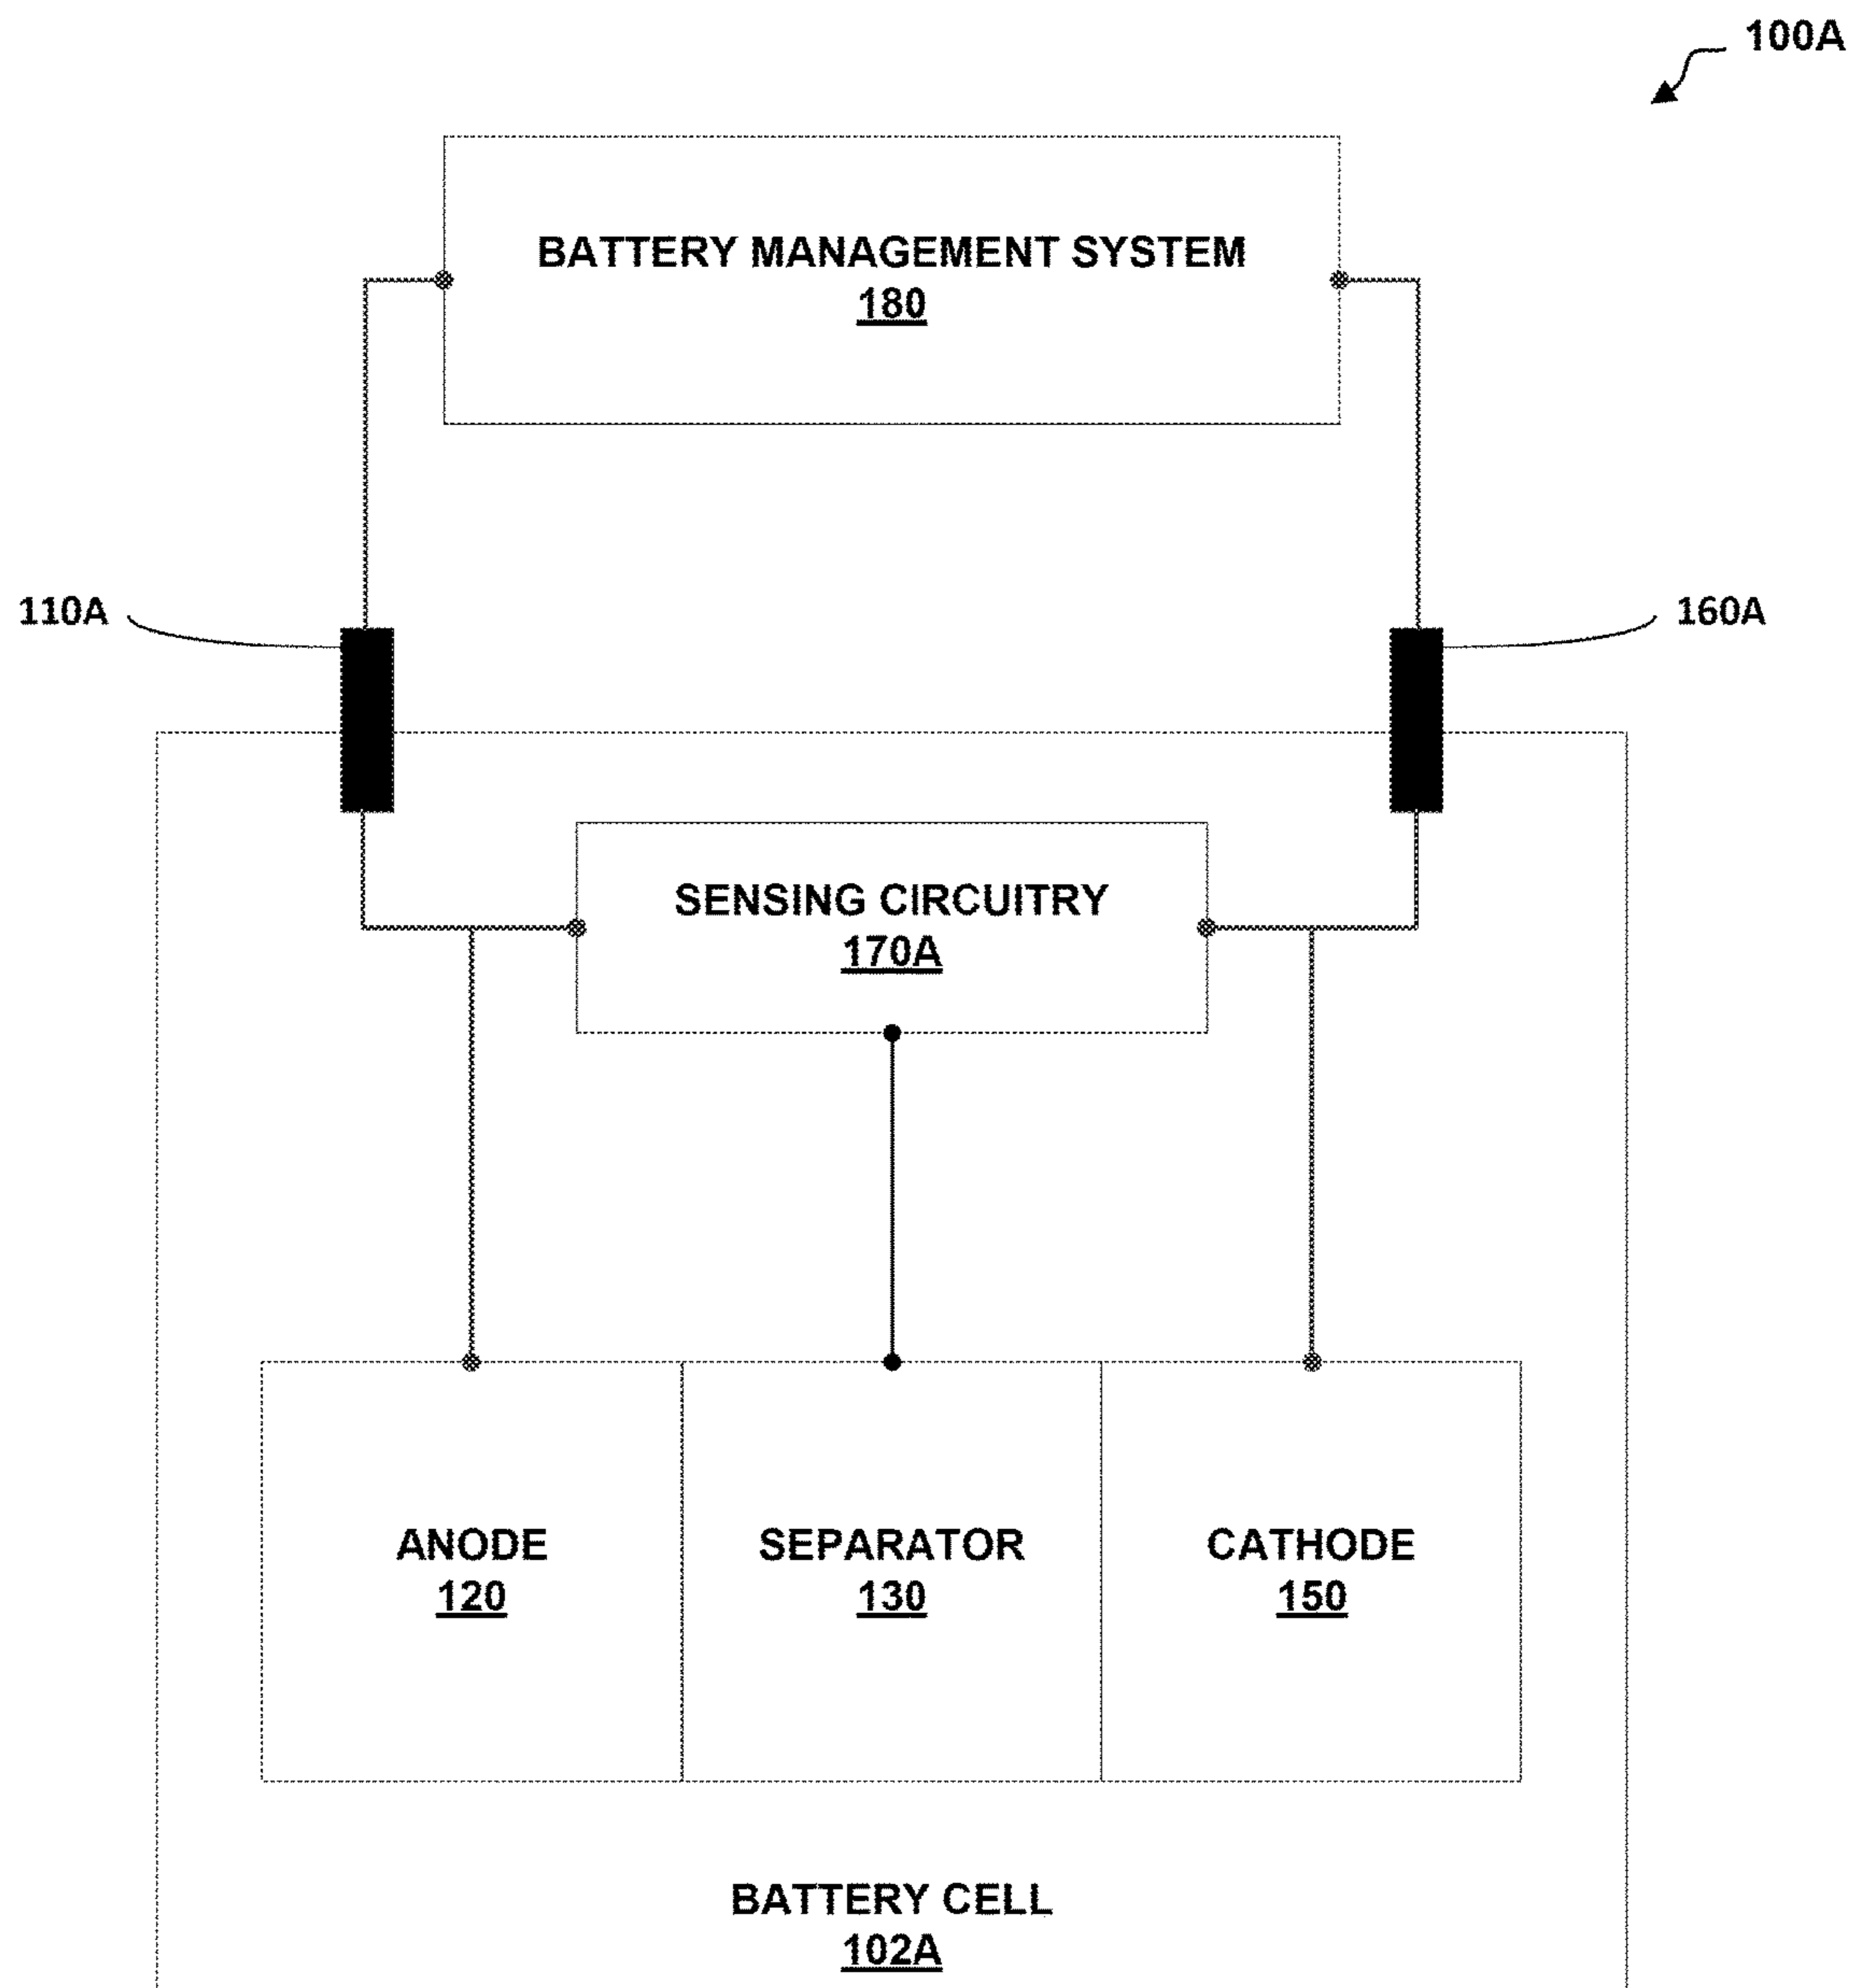 100A
BATTERY MANAGEMENT SYSTEM
180
110A
160A
SENSING CIRCUITRY
170A
ANODE
120
SEPARATOR
130
CATHODE
150
BATTERY CELL
102A